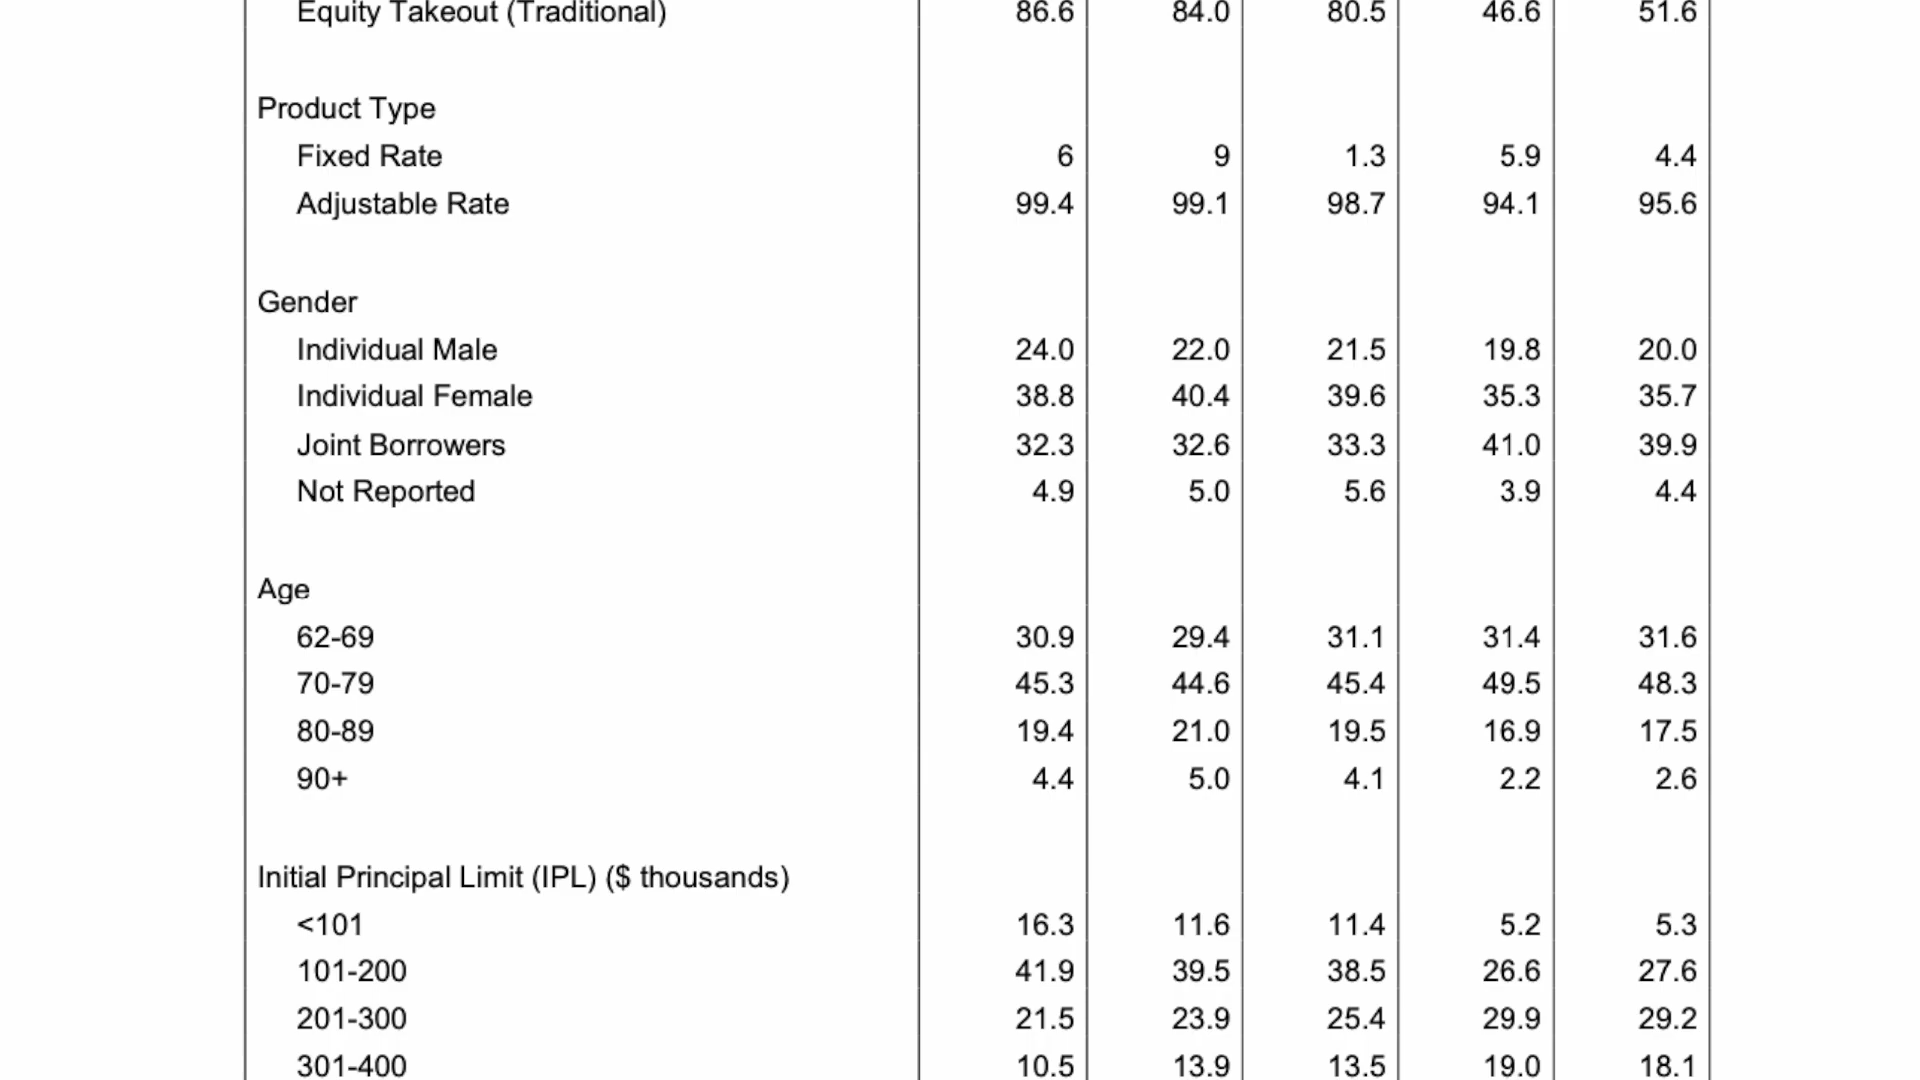 Equity Takeout (Traditional) 86.6 84.0 80.5 46.6 51.6
Product Type
Fixed Rate 6 9 1.3 5.9 4.4
Adjustable Rate 99.4 99.1 98.7 94.1 95.6
Gender
Individual Male 24.0 22.0 21.5 19.8 20.0
Individual Female 38.8 40.4 39.6 35.3 35.7
Joint Borrowers 32.3 32.6 33.3 41.0 39.9
Not Reported 4.9 5.0 5.6 3.9 4.4
Age
62-69 30.9 29.4 31.1 31.4 31.6
70-79 45.3 44.6 45.4 49.5 48.3
80-89 19.4 21.0 19.5 16.9 17.5
90+ 4.4 5.0 4.1 2.2 2.6
Initial Principal Limit (IPL) ($ thousands)
<101 16.3 11.6 11.4 5.2 5.3
101-200 41.9 39.5 38.5 26.6 27.6
201-300 21.5 23.9 25.4 29.9 29.2
301-400 10.5 13.9 13.5 19.0 18.1